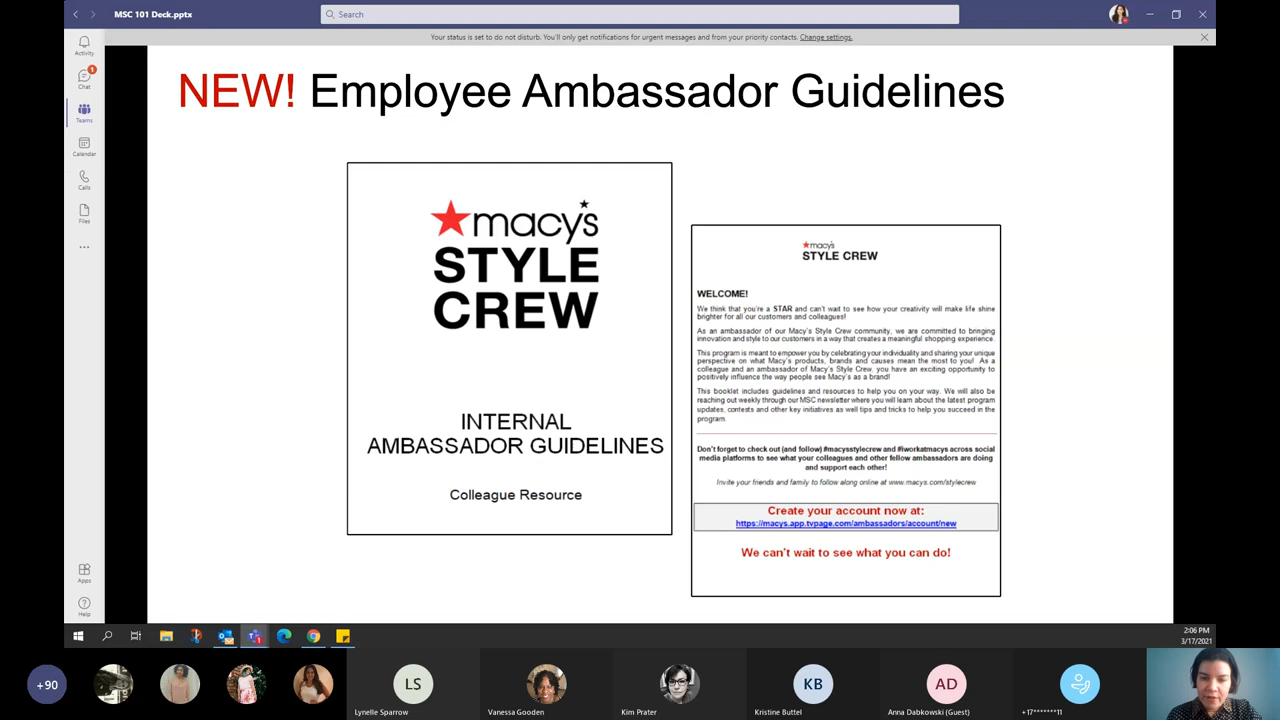 MSC 101 Deck.pptx
Search
Your status is set to do not disturb. You'll only get notifications for urgent messages and from your priority contacts. Change settings.
Activity
1
Chat
Teams
Calendar
Calls
Files
Apps
Help
NEW! Employee Ambassador Guidelines
macy's
STYLE
CREW
INTERNAL
AMBASSADOR GUIDELINES
Colleague Resource
macy's
STYLE CREW
WELCOME!
We think that you're a STAR and can't wait to see how your creativity will make life shine
brighter for all our customers and colleagues!
As an ambassador of our Macy's Style Crew community, we are committed to bringing
innovation and style to our customers in a way that creates a meaningful shopping experience.
This program is meant to empower you by celebrating your individuality and sharing your unique
perspective on what Macy's products, brands and causes mean the most to you! As a
colleague and an ambassador of Macy's Style Crew, you have an exciting opportunity to
positively influence the way people see Macy's as a brand!
This booklet includes guidelines and resources to help you on your way. We will also be
reaching out weekly through our MSC newsletter where you will learn about the latest program
updates, contests and other key initiatives as well tips and tricks to help you succeed in the
program.
Don't forget to check out (and follow) #macysstylecrew and #iworkatmacys across social
media platforms to see what your colleagues and other fellow ambassadors are doing
and support each other!
Invite your friends and family to follow along online at www.macys.com/stylecrew
Create your account now at:
https://macys.app.tvpage.com/ambassadors/account/new
We can't wait to see what you can do!
2:06 PM
3/17/2021
+90
LS
Lynelle Sparrow
Vanessa Gooden
Kim Prater
KB
Kristine Buttel
AD
Anna Dabkowski (Guest)
+17*******11